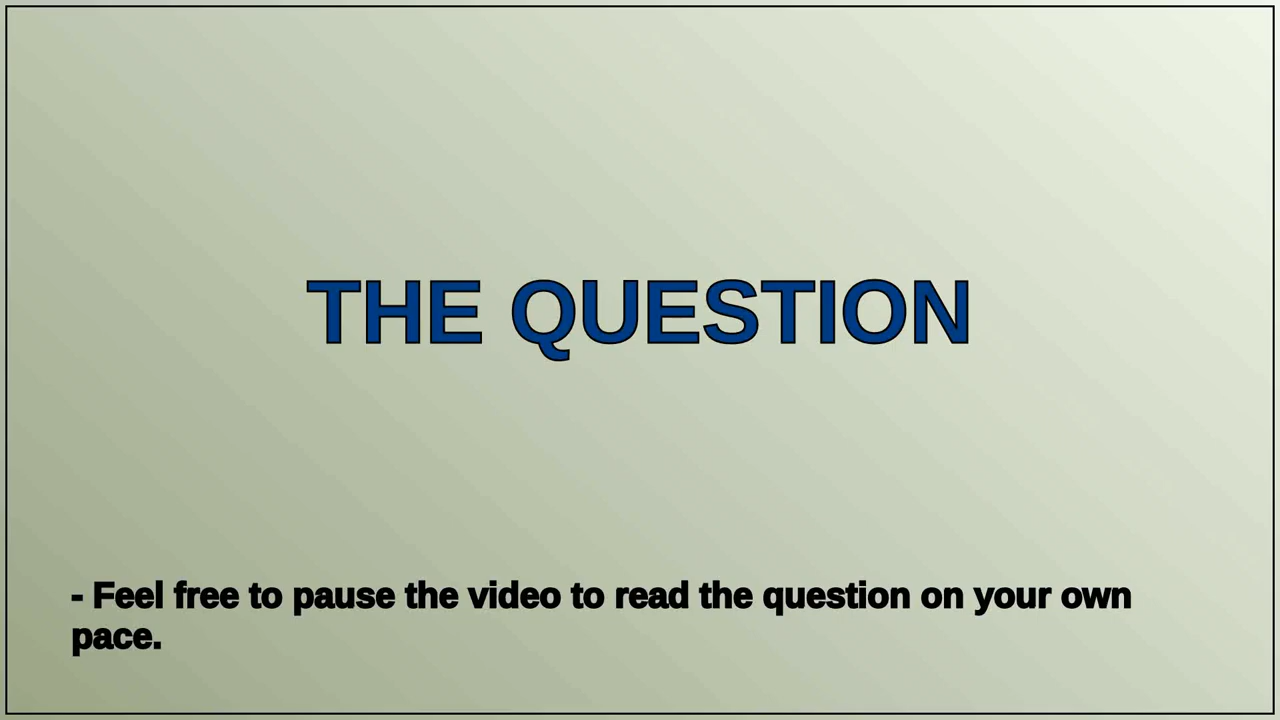 THE QUESTION
- Feel free to pause the video to read the question on your own
pace.